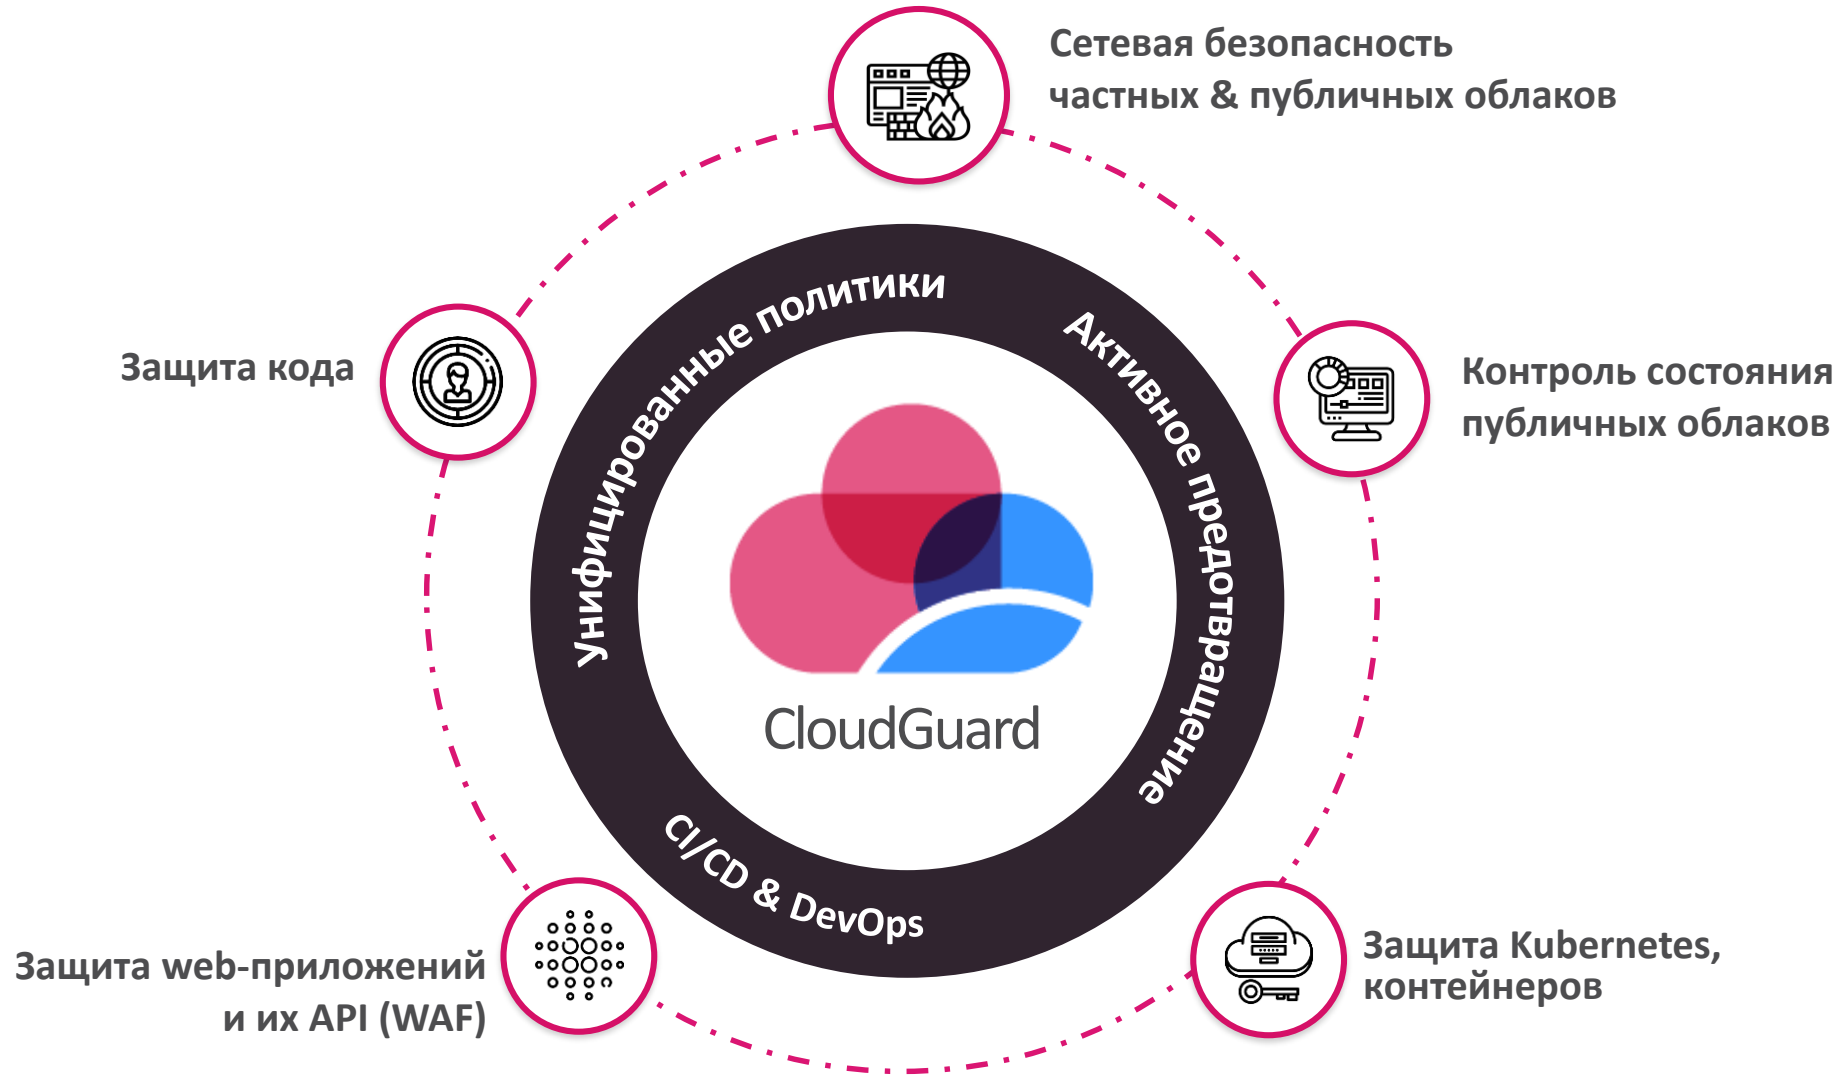 Сетевая безопасность
частных & публичных облаков
Защита кода
Контроль состояния
публичных облаков
Унифицированные политики
Активное предотвращение
CloudGuard
CI/CD & DevOps
Защита web-приложений
и их API (WAF)
Защита Kubernetes,
контейнеров